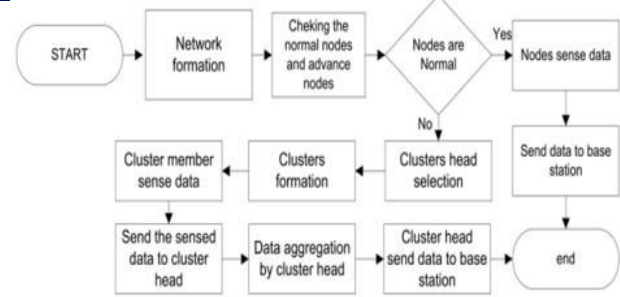 START
Network
formation
Cheking the
normal nodes
and advance
nodes
Nodes are
Normal
Yes
Nodes sense data
No
Send data to base
station
Clusters head
selection
Clusters
formation
Cluster member
sense data
Send the sensed
data to cluster
head
Data aggregation
by cluster head
Cluster head
send data to base
station
end